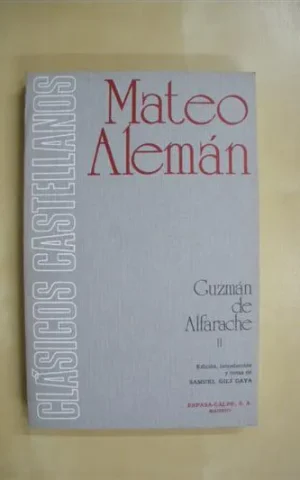 CLÁSICOS CASTELLANOS
Mateo
Alemán
Guzmán
de
Alfarache
II
Edición, introducción
y notas de
SAMUEL GILI GAYA
ESPASA-CALPE, S. A.
MADRID